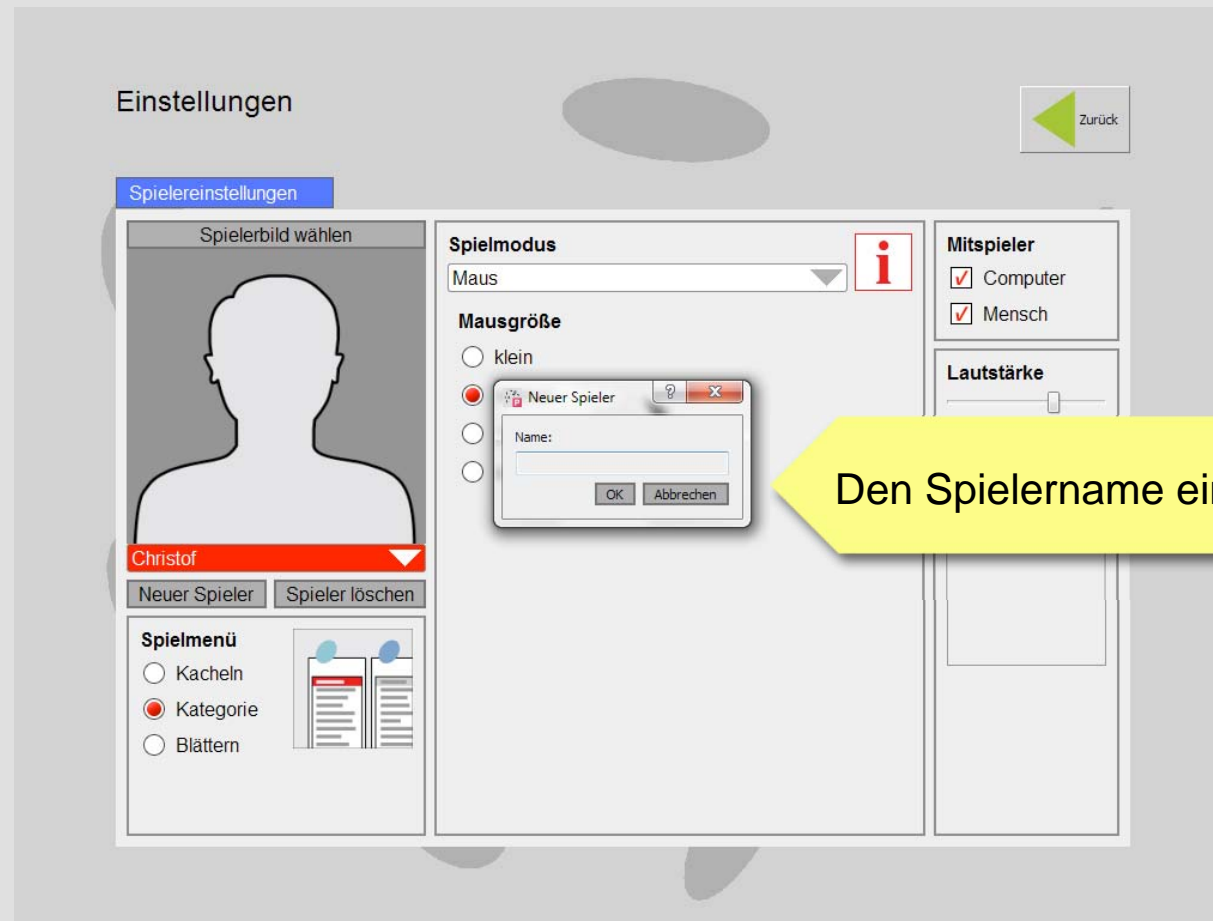 Einstellungen
Zurück
Spielereinstellungen
Spielerbild wählen
Christof
Neuer Spieler
Spieler löschen
Spielmenü
Kacheln
Kategorie
Blättern
Spielmodus
Maus
i
Mausgröße
klein
Neuer Spieler
Name:
OK
Abbrechen
Den Spielername
Mitspieler
Computer
Mensch
Lautstärke